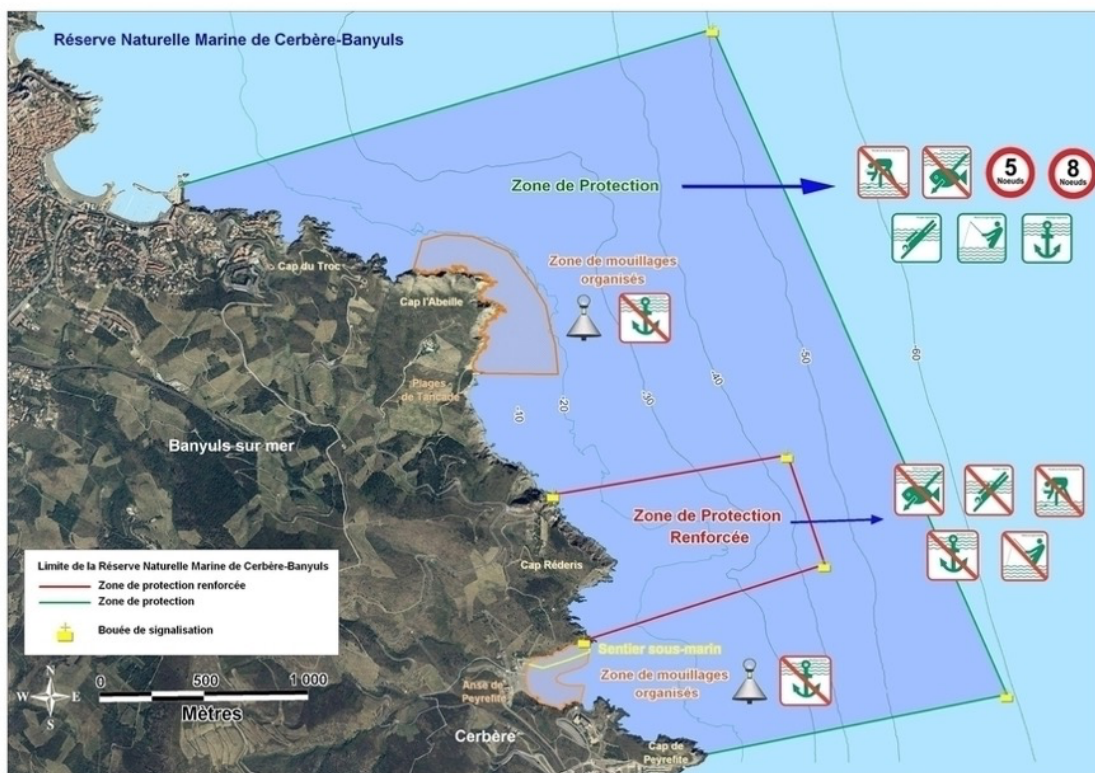 Réserve Naturelle Marine de Cerbère-Banyuls
Zone de Protection
5
Noeuds
8
Noeuds
Cap du Troc
Zone de mouillages
organisés
Cap l'Abeille
Plages
de Tancade
-10
-20
-30
-40
-50
-60
Banyuls sur mer
Zone de Protection
Renforcée
Cap Réderis
Limite de la Réserve Naturelle Marine de Cerbère-Banyuls
Zone de protection renforcée
Zone de protection
Bouée de signalisation
Sentier sous-marin
Zone de mouillages
organisés
Anse de
Peyrefite
N
W
E
S
0
500
1 000
Mètres
Cerbère
Cap de
Peyrefite